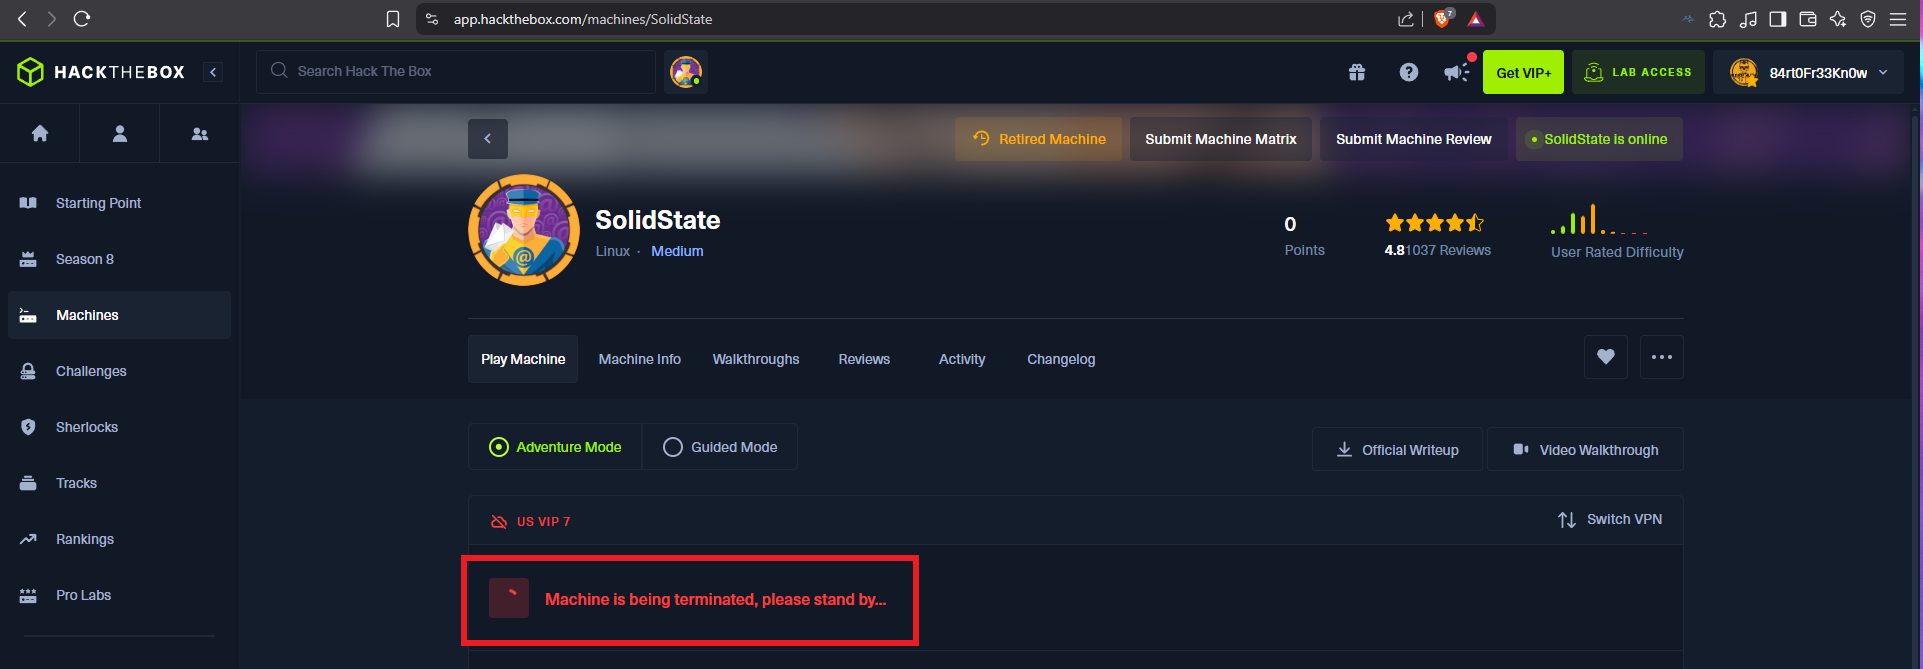 app.hackthebox.com/machines/SolidState
7
HACKTHEBOX
Search Hack The Box
Get VIP+
LAB ACCESS
84rt0Fr33Kn0w
Retired Machine
Submit Machine Matrix
Submit Machine Review
SolidState is online
Starting Point
Season 8
Machines
Challenges
Sherlocks
Tracks
Rankings
Pro Labs
@
SolidState
Linux · Medium
0
Points
4.8 1037 Reviews
User Rated Difficulty
Play Machine
Machine Info
Walkthroughs
Reviews
Activity
Changelog
Adventure Mode
Guided Mode
Official Writeup
Video Walkthrough
US VIP 7
Switch VPN
Machine is being terminated, please stand by...